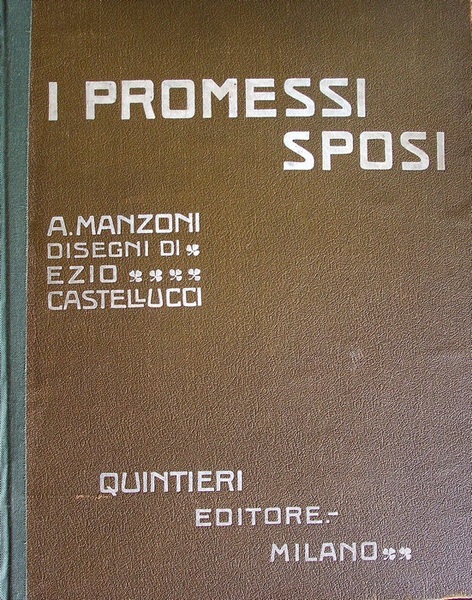 I PROMESSI
SPOSI
A. MANZONI
DISEGNI DI
EZIO
CASTELLUCCI
QUINTIERI
EDITORE.-
MILANO